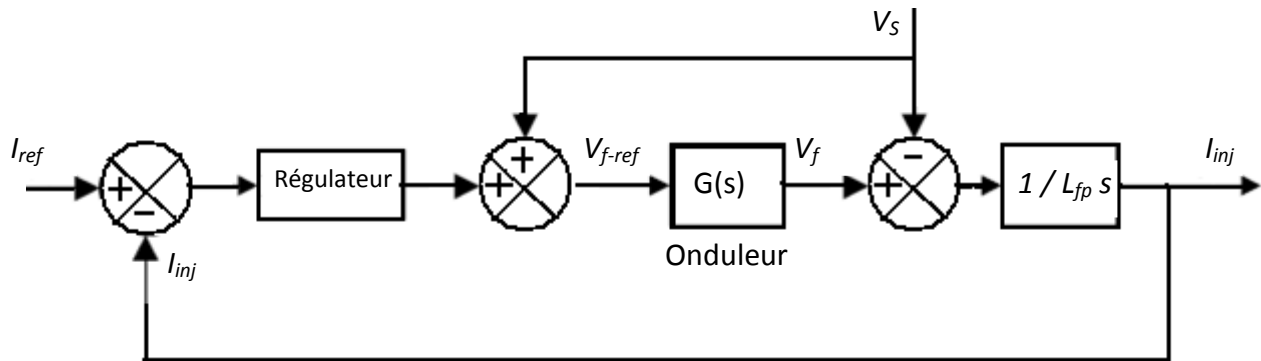 V_S
I_ref
+
−
I_inj
Régulateur
+
+
V_f-ref
G(s)
Onduleur
V_f
−
+
1 / L_fp s
I_inj